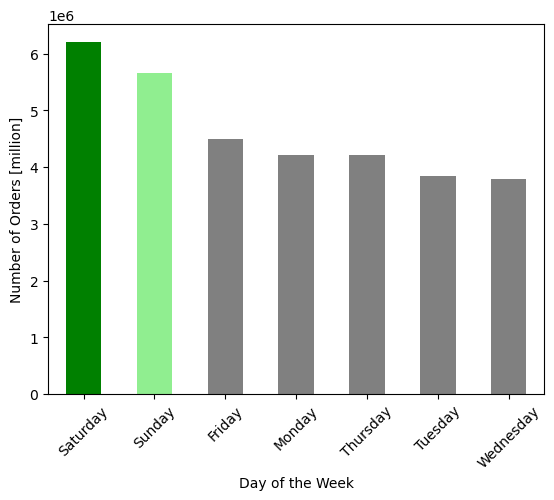 1e6
6
5
4
3
2
1
0
Number of Orders [million]
Saturday
Sunday
Friday
Monday
Thursday
Tuesday
Wednesday
Day of the Week